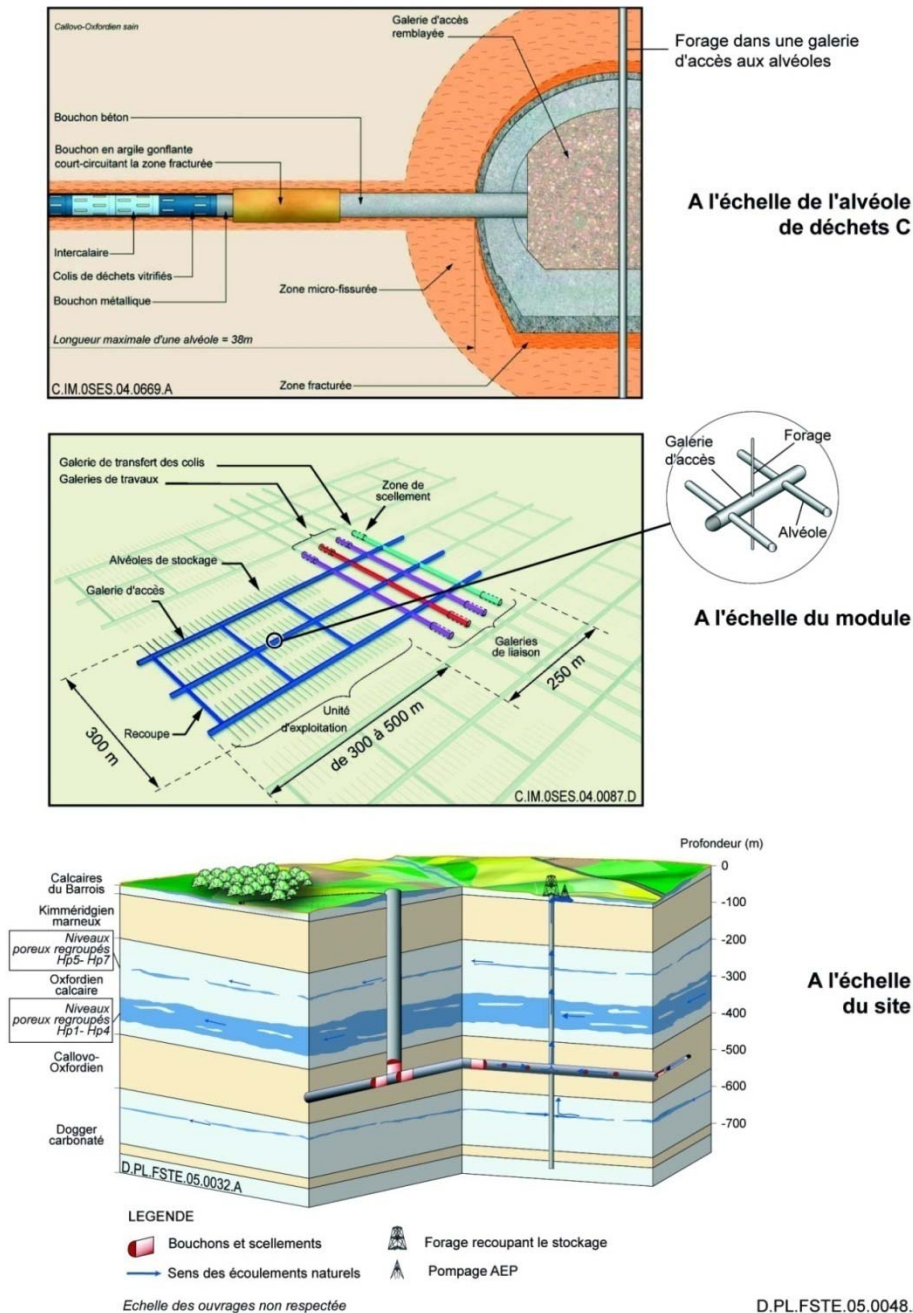 Callovo-Oxfordien sain
Galerie d'accès
remblayée
Forage dans une galerie
d'accès aux alvéoles
Bouchon béton
Bouchon en argile gonflante
court-circuitant la zone fracturée
A l'échelle de l'alvéole
de déchets C
Intercalaire
Colis de déchets vitrifiés
Bouchon métallique
Zone micro-fissurée
Longueur maximale d'une alvéole = 38m
Zone fracturée
C.IM.0SES.04.0669.A
Galerie de transfert des colis
Galeries de travaux
Zone de
scellement
Alvéoles de stockage
Galerie d'accès
Galerie
d'accès
Forage
Alvéole
A l'échelle du module
Galeries
de liaison
250 m
Unité
d'exploitation
de 300 à 500 m
Recoupe
300 m
C.IM.0SES.04.0087.D
Profondeur (m)
0
-100
-200
-300
-400
-500
-600
-700
Calcaires
du Barrois
Kimméridgien
marneux
Niveaux
poreux regroupés
Hp5- Hp7
Oxfordien
calcaire
Niveaux
poreux regroupés
Hp1- Hp4
Callovo-
Oxfordien
Dogger
carbonaté
A l'échelle
du site
D.PL.FSTE.05.0032.A
LEGENDE
Bouchons et scellements
Forage recoupant le stockage
Sens des écoulements naturels
Pompage AEP
Echelle des ouvrages non respectée
D.PL.FSTE.05.0048.